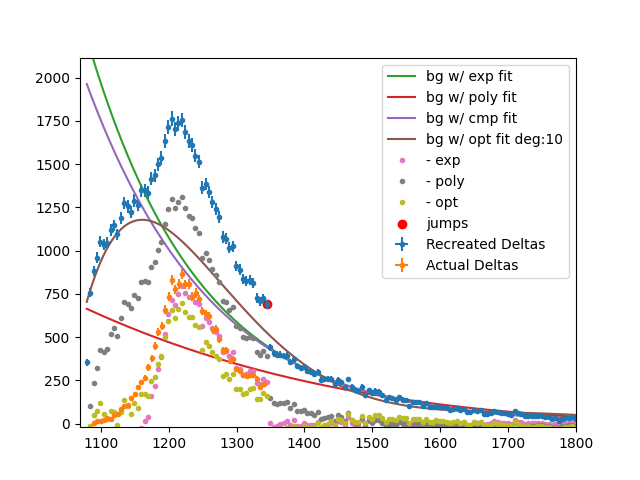 2000
1750
1500
1250
1000
750
500
250
0
1100
1200
1300
1400
1500
1600
1700
1800
bg w/ exp fit
bg w/ poly fit
bg w/ cmp fit
bg w/ opt fit deg:10
- exp
- poly
- opt
jumps
Recreated Deltas
Actual Deltas